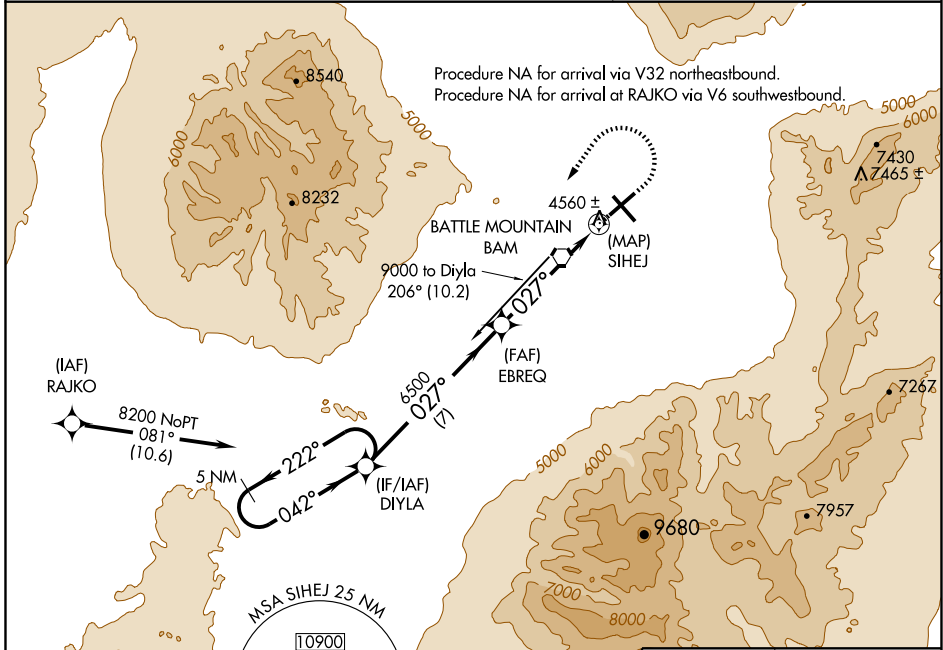 Procedure NA for arrival via V32 northeastbound.
Procedure NA for arrival at RAJKO via V6 southwestbound.
8540
5000
6000
8232
5000
6000
7430
7465 ±
4560 ±
BATTLE MOUNTAIN
BAM
(MAP)
SIHEJ
9000 to Diyla
206° (10.2)
027°
(FAF)
EBREQ
(IAF)
RAJKO
8200 NoPT
081°
(10.6)
6500
027°
(7)
7267
5 NM
222°
042°
(IF/IAF)
DIYLA
5000
6000
7957
9680
7000
8000
MSA SIHEJ 25 NM
10900